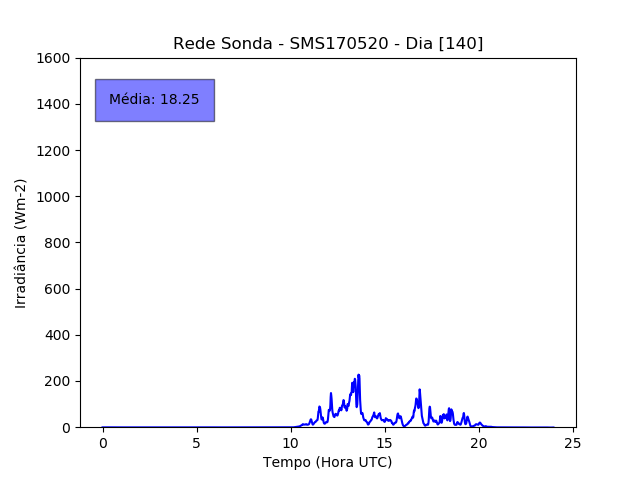 Rede Sonda - SMS170520 - Dia [140]
1600
1400
1200
1000
800
600
400
200
0
Média: 18.25
Irradiância (Wm-2)
0 5 10 15 20 25
Tempo (Hora UTC)